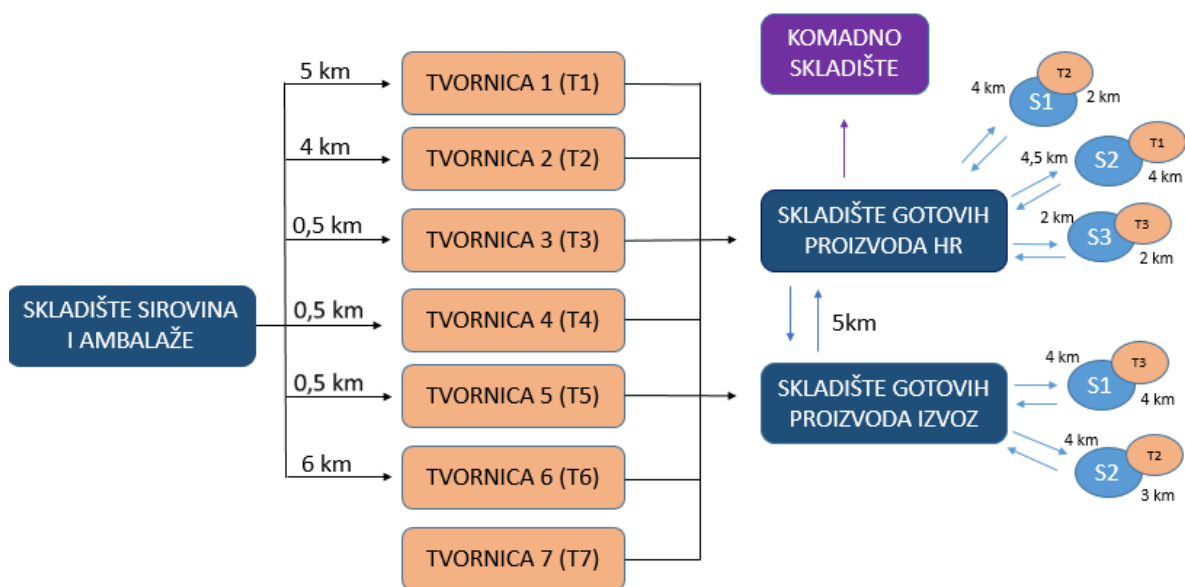 SKLADIŠTE SIROVINA
I AMBALAŽE
5 km
4 km
0,5 km
0,5 km
0,5 km
6 km
TVORNICA 1 (T1)
TVORNICA 2 (T2)
TVORNICA 3 (T3)
TVORNICA 4 (T4)
TVORNICA 5 (T5)
TVORNICA 6 (T6)
TVORNICA 7 (T7)
KOMADNO
SKLADIŠTE
SKLADIŠTE GOTOVIH
PROIZVODA HR
5km
SKLADIŠTE GOTOVIH
PROIZVODA IZVOZ
4 km
S1
T2
2 km
4,5 km
S2
T1
4 km
2 km
S3
T3
2 km
4 km
S1
T3
4 km
4 km
S2
T2
3 km